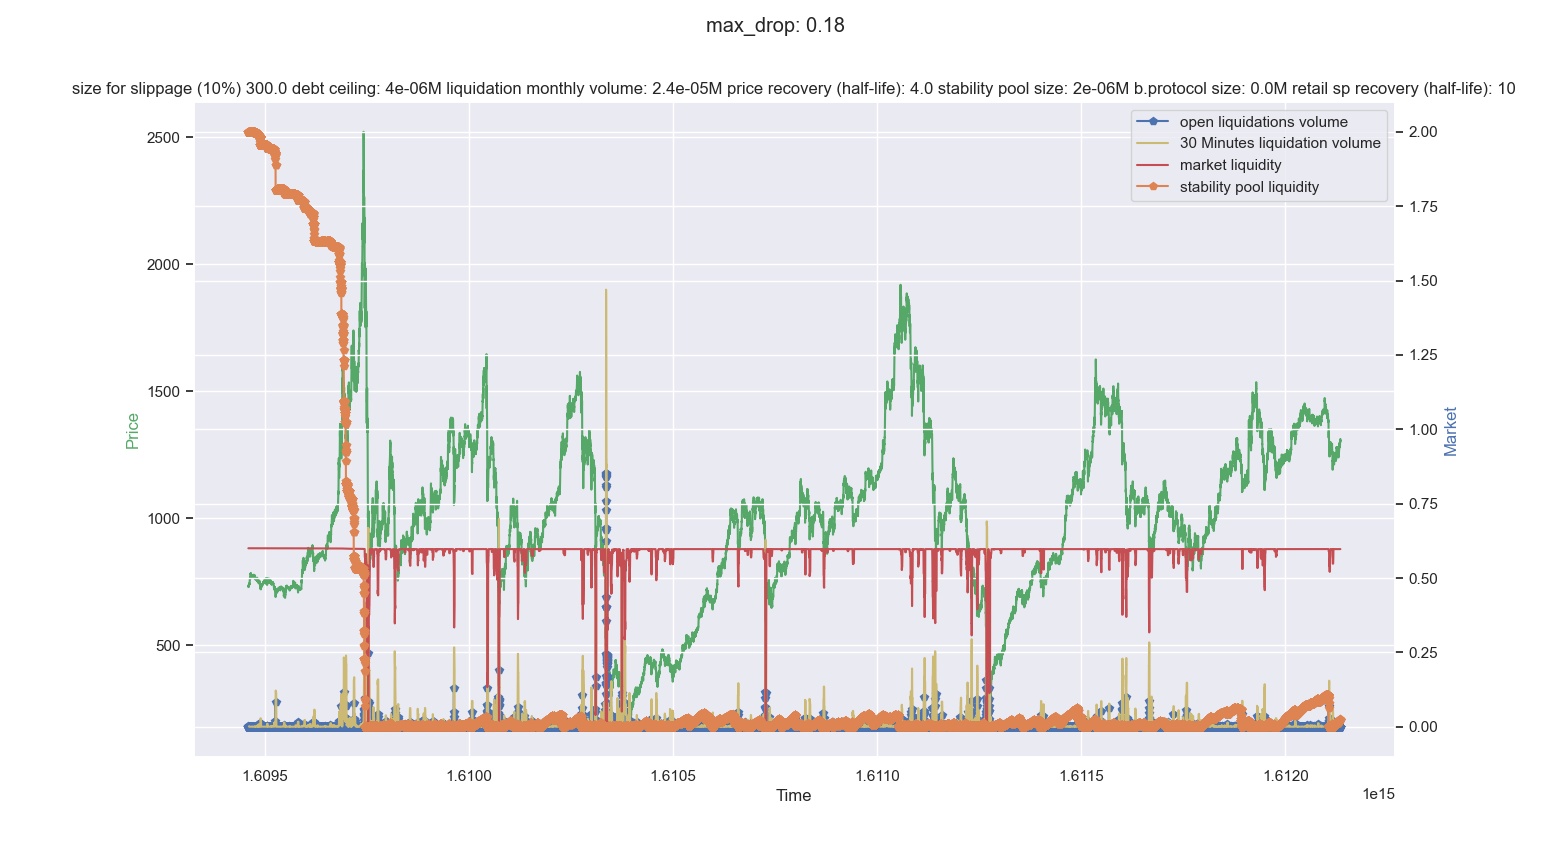 max_drop: 0.18
size for slippage (10%) 300.0 debt ceiling: 4e-06M liquidation monthly volume: 2.4e-05M price recovery (half-life): 4.0 stability pool size: 2e-06M b.protocol size: 0.0M retail sp recovery (half-life): 10
open liquidations volume
30 Minutes liquidation volume
market liquidity
stability pool liquidity
2500
2000
1500
1000
500
Price
2.00
1.75
1.50
1.25
1.00
0.75
0.50
0.25
0.00
Market
1.6095 1.6100 1.6105 1.6110 1.6115 1.6120
Time
1e15